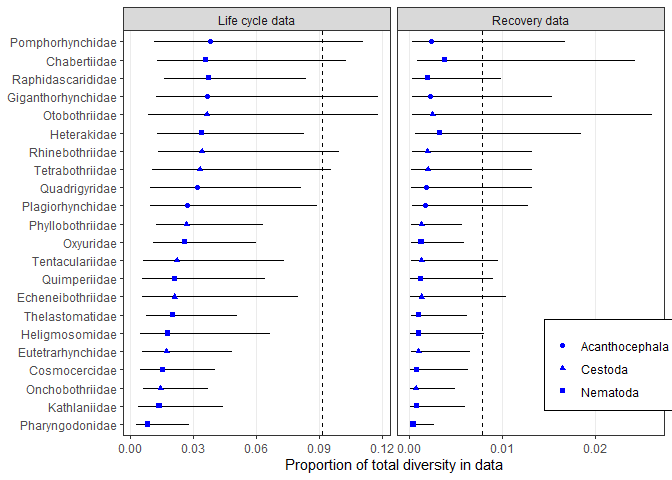 Life cycle data
Recovery data
Pomphorhynchidae
Chabertiidae
Raphidascarididae
Giganthorhynchidae
Otobothriidae
Heterakidae
Rhinebothriidae
Tetrabothriidae
Quadrigyridae
Plagiorhynchidae
Phyllobothriidae
Oxyuridae
Tentaculariidae
Quimperiidae
Echeneibothriidae
Thelastomatidae
Heligmosomidae
Eutetrarhynchidae
Cosmocercidae
Onchobothriidae
Kathlaniidae
Pharyngodonidae
Acanthocephala
Cestoda
Nematoda
0.00 0.03 0.06 0.09 0.12 0.00 0.01 0.02
Proportion of total diversity in data